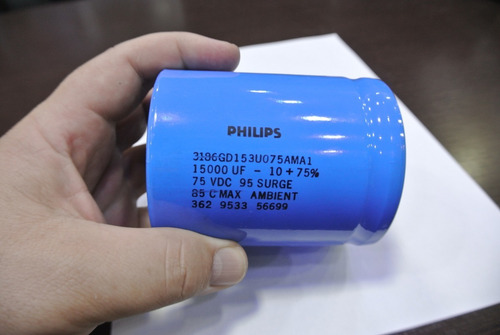 PHILIPS
3186GD153U075AMA1
15000 UF - 10 + 75%
75 VDC 95 SURGE
85 C MAX AMBIENT
362 9533 56699